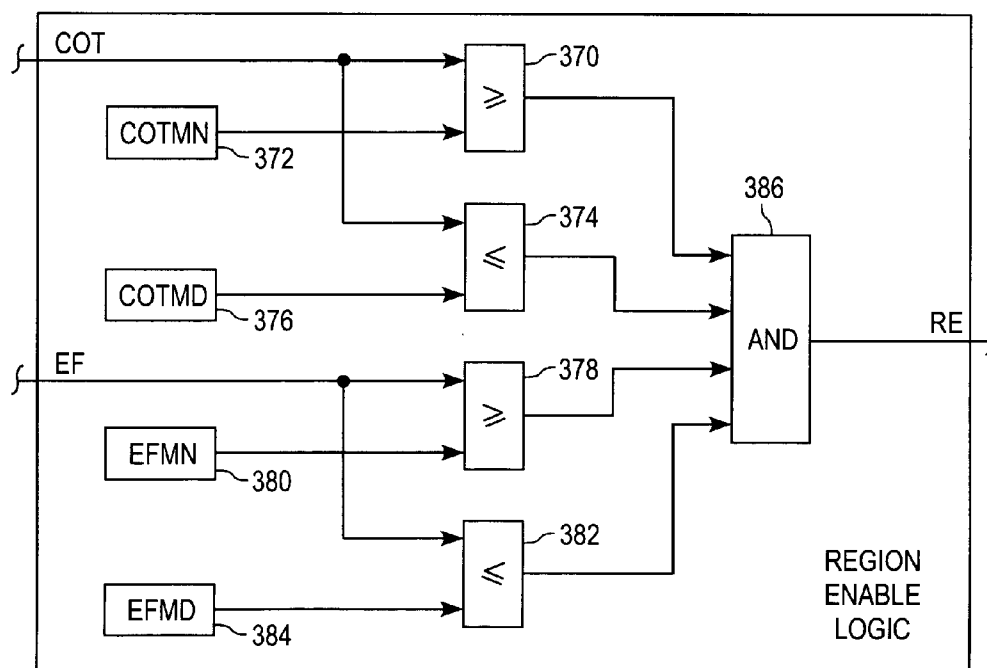 COT
370
≥
COTMN
372
374
≤
386
COTMD
376
AND
RE
EF
378
≥
EFMN
380
382
≤
EFMD
384
REGION
ENABLE
LOGIC